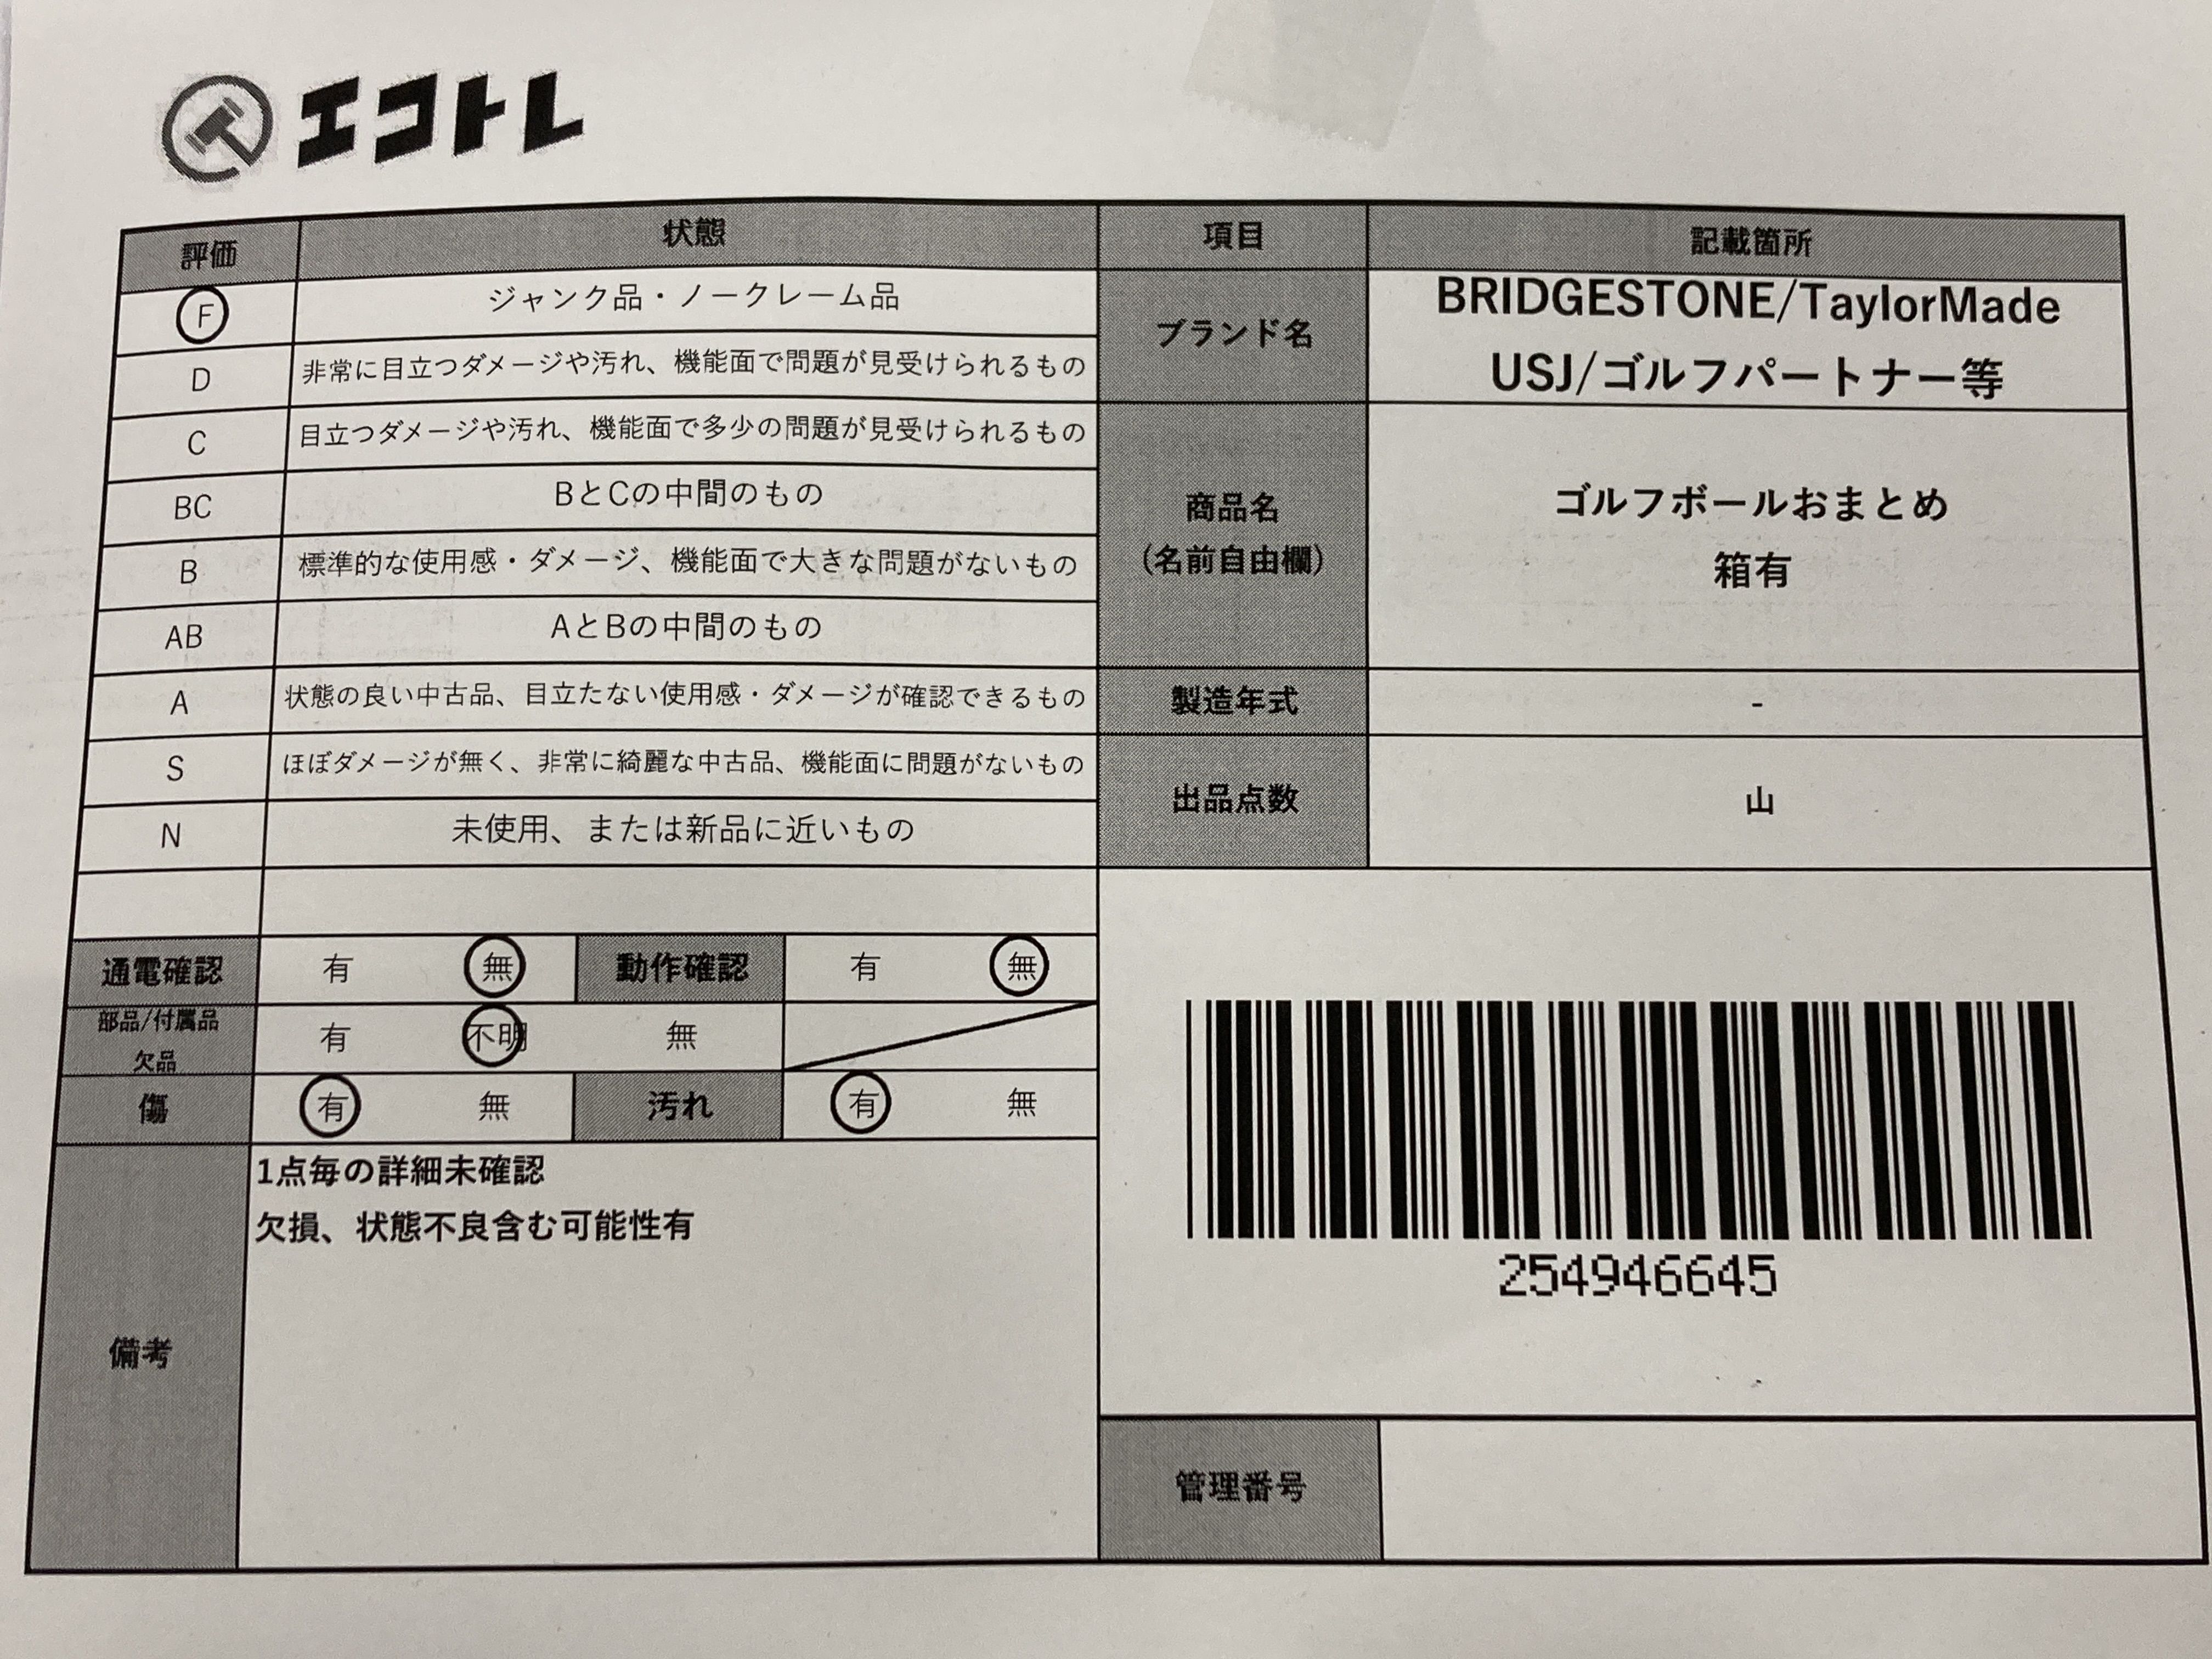 エコトレ
評価 状態 項目 記載箇所
F ジャンク品・ノークレーム品
D 非常に目立つダメージや汚れ、機能面で問題が見受けられるもの
C 目立つダメージや汚れ、機能面で多少の問題が見受けられるもの
BC BとCの中間のもの
B 標準的な使用感・ダメージ、機能面で大きな問題がないもの
AB AとBの中間のもの
A 状態の良い中古品、目立たない使用感・ダメージが確認できるもの
S ほぼダメージが無く、非常に綺麗な中古品、機能面に問題がないもの
N 未使用、または新品に近いもの
ブランド名
BRIDGESTONE/TaylorMade
USJ/ゴルフパートナー等
商品名
(名前自由欄)
ゴルフボールおまとめ
箱有
製造年式 -
出品点数 山
通電確認 有 無 動作確認 有 無
部品/付属品
欠品
有 不明 無
傷 有 無 汚れ 有 無
備考
1点毎の詳細未確認
欠損、状態不良含む可能性有
254946645
管理番号